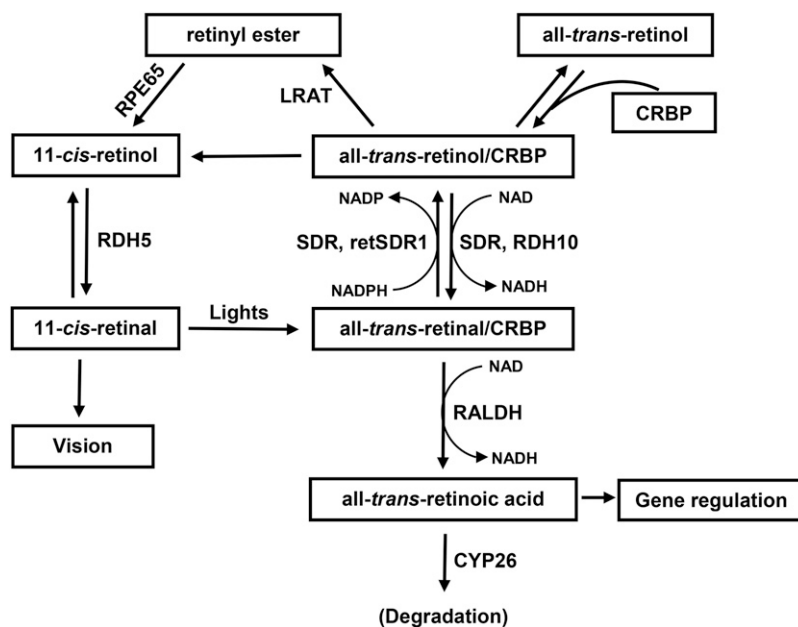 retinyl ester
all-trans-retinol
RPE65
LRAT
CRBP
11-cis-retinol
all-trans-retinol/CRBP
NADP
NAD
RDH5
SDR, retSDR1
SDR, RDH10
NADPH
NADH
11-cis-retinal
Lights
all-trans-retinal/CRBP
NAD
RALDH
Vision
NADH
all-trans-retinoic acid
Gene regulation
CYP26
(Degradation)